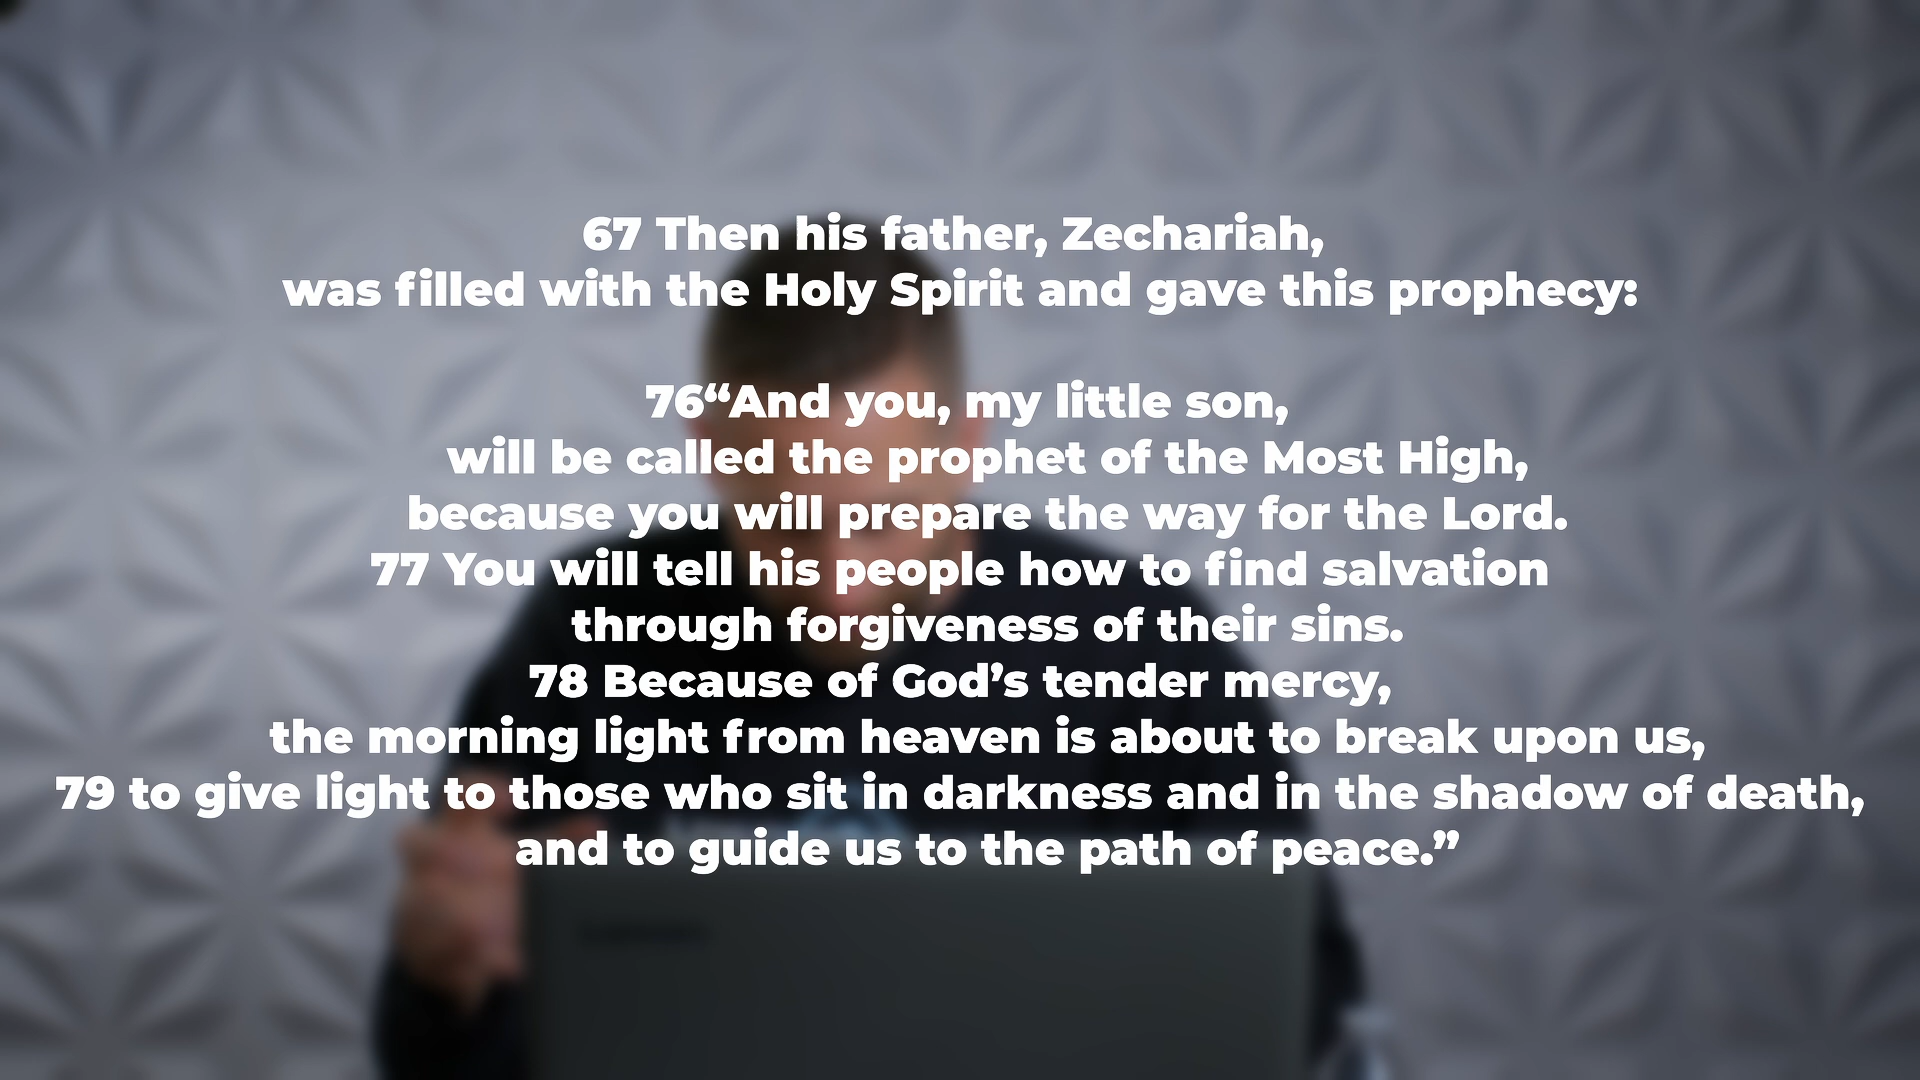 67 Then his father, Zechariah,
was filled with the Holy Spirit and gave this prophecy:
76“And you, my little son,
will be called the prophet of the Most High,
because you will prepare the way for the Lord.
77 You will tell his people how to find salvation
through forgiveness of their sins.
78 Because of God’s tender mercy,
the morning light from heaven is about to break upon us,
79 to give light to those who sit in darkness and in the shadow of death,
and to guide us to the path of peace.”